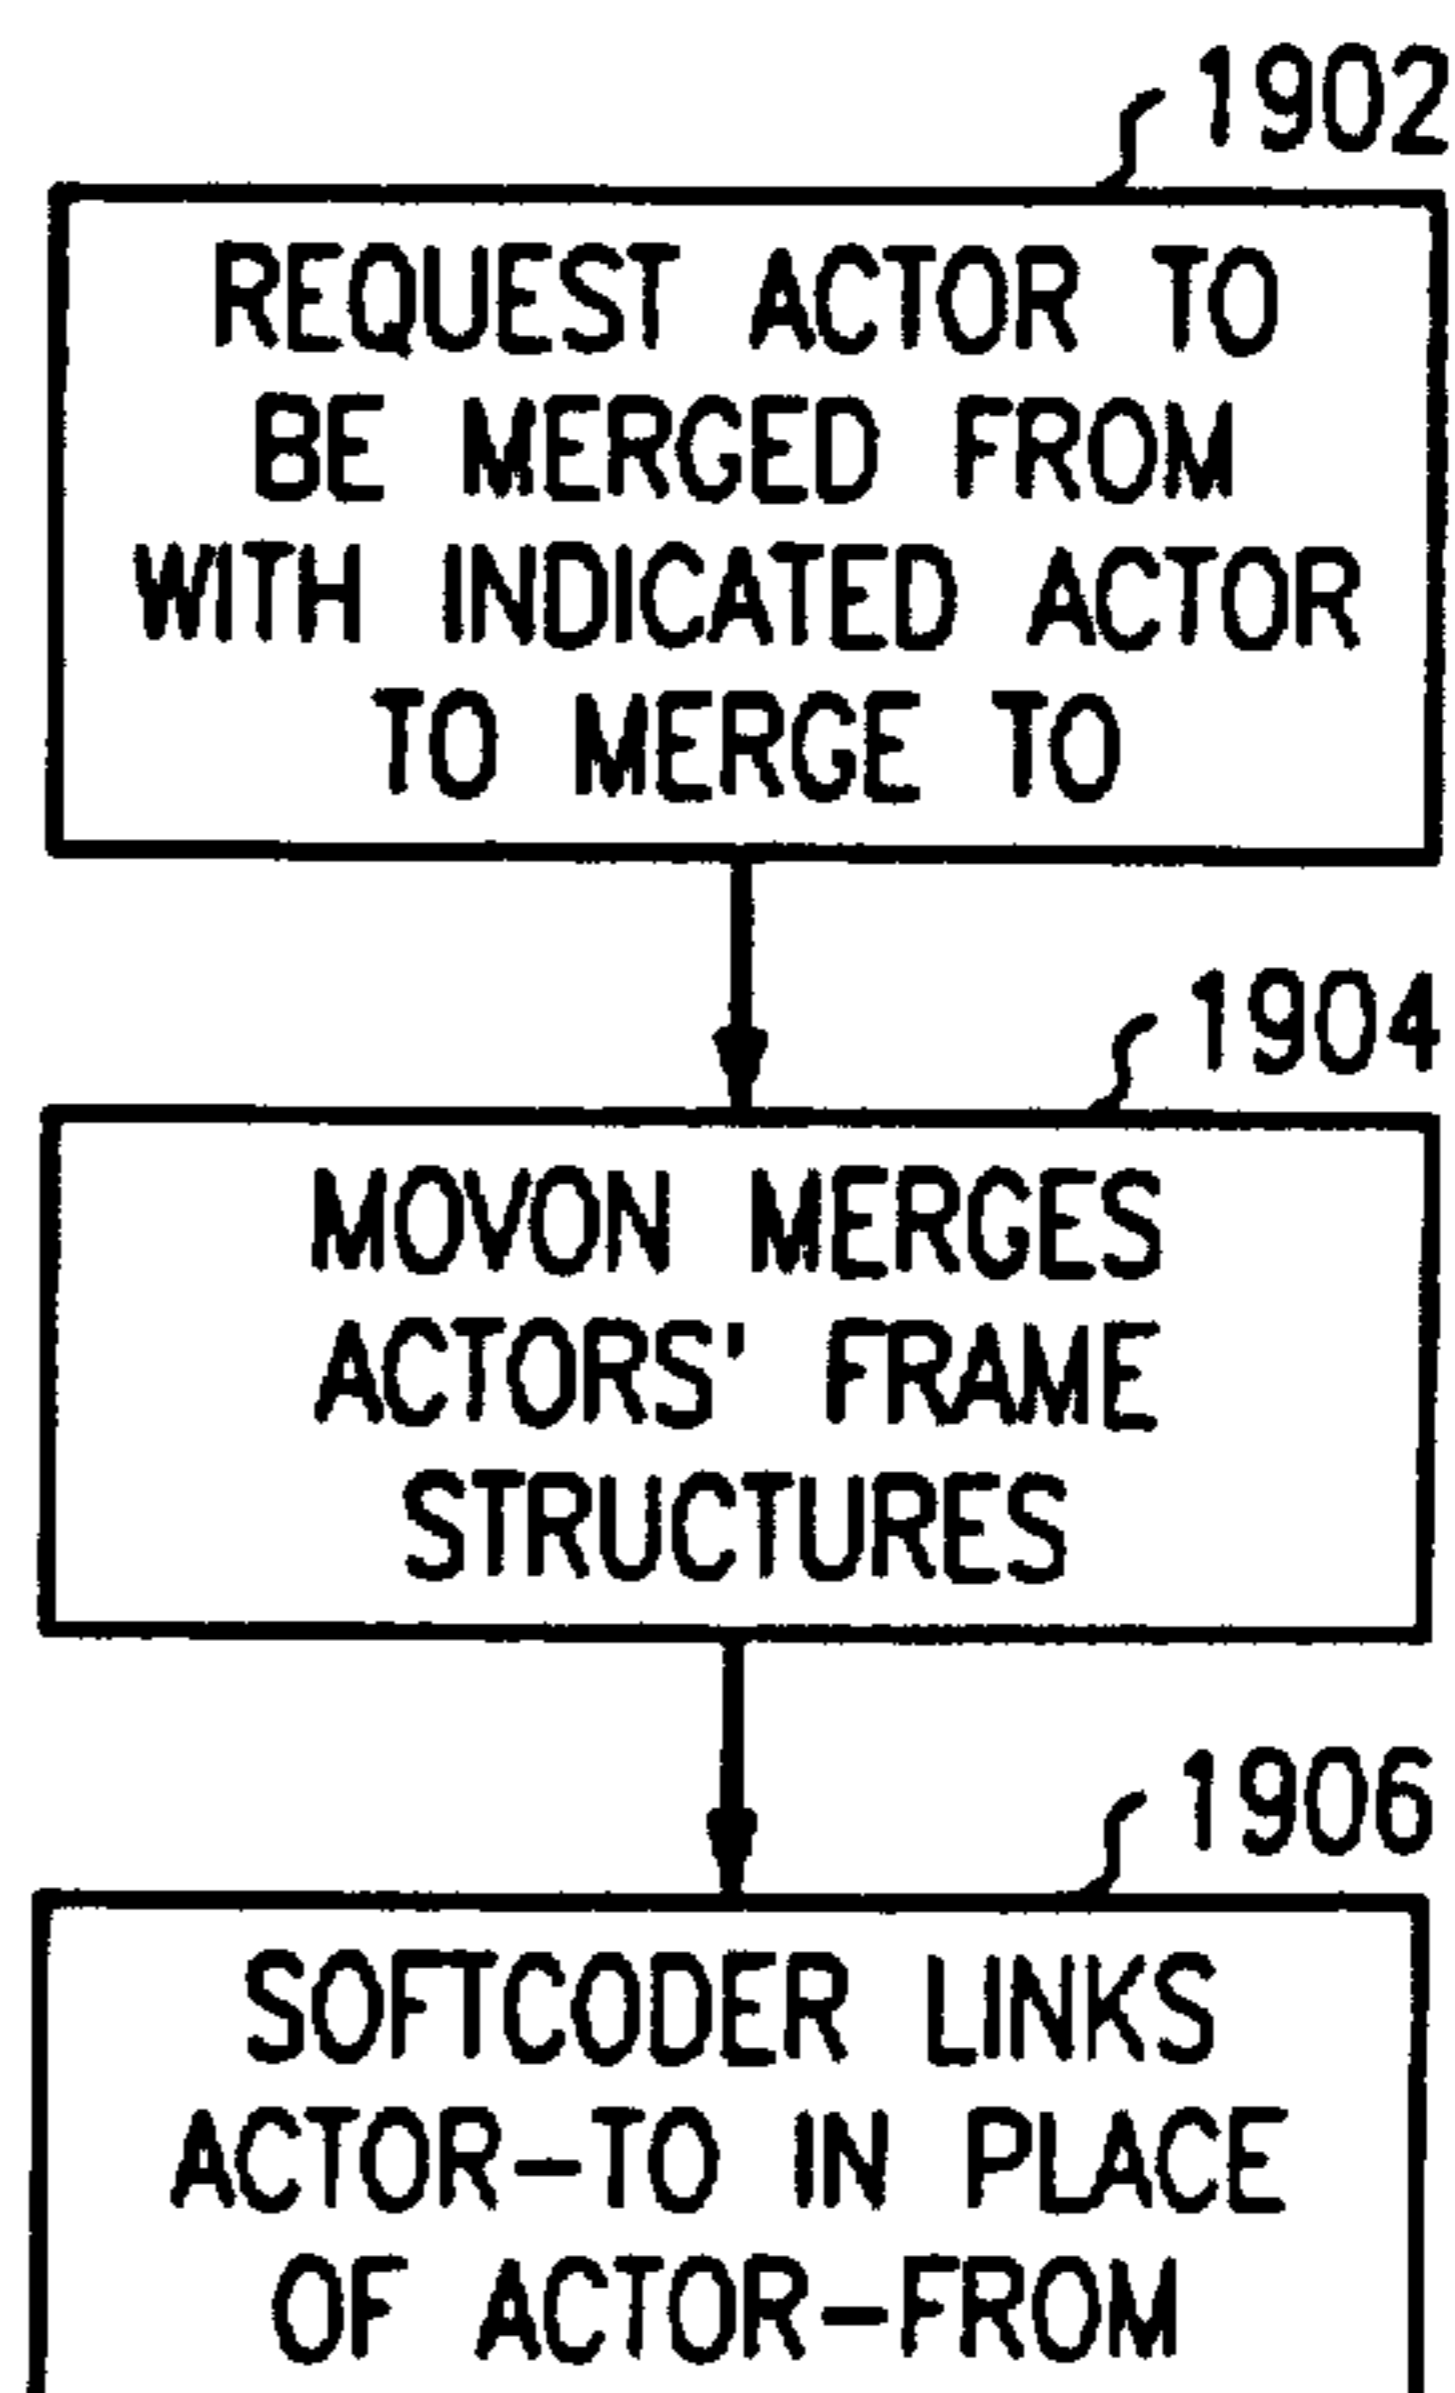 1902
REQUEST ACTOR TO
BE MERGED FROM
WITH INDICATED ACTOR
TO MERGE TO
1904
MOVON MERGES
ACTORS' FRAME
STRUCTURES
1906
SOFTCODER LINKS
ACTOR-TO IN PLACE
OF ACTOR-FROM